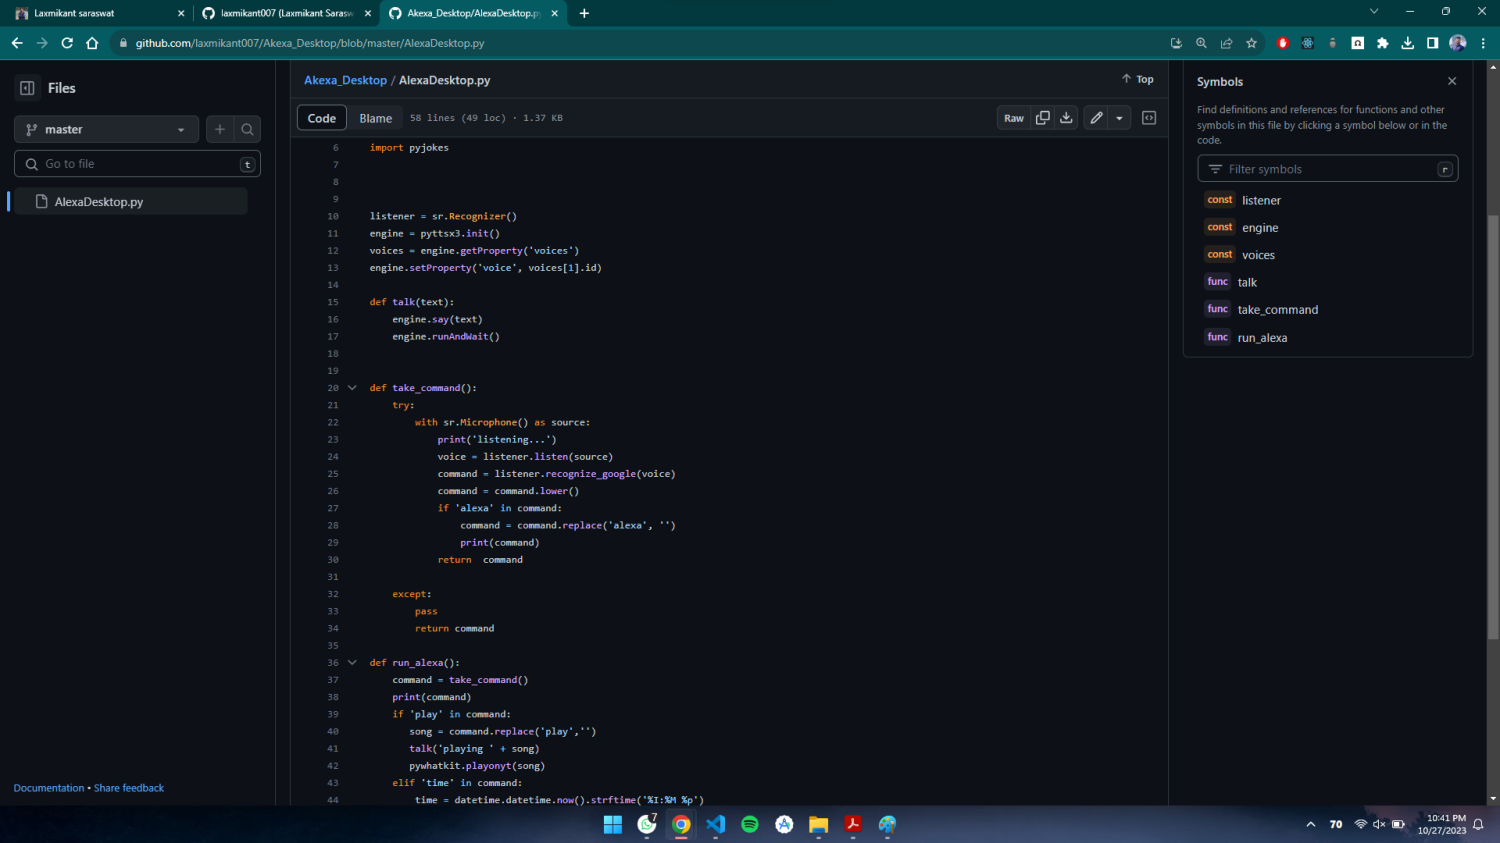 Laxmikant saraswat
laxmikant007 (Laxmikant Saras
Akexa_Desktop/AlexaDesktop.py
github.com/laxmikant007/Akexa_Desktop/blob/master/AlexaDesktop.py
Files
master
Go to file
t
AlexaDesktop.py
Documentation • Share feedback
Akexa_Desktop / AlexaDesktop.py
Top
Code
Blame
58 lines (49 loc) · 1.37 KB
Raw
6 import pyjokes
7
8
9
10 listener = sr.Recognizer()
11 engine = pyttsx3.init()
12 voices = engine.getProperty('voices')
13 engine.setProperty('voice', voices[1].id)
14
15 def talk(text):
16     engine.say(text)
17     engine.runAndWait()
18
19
20 def take_command():
21     try:
22         with sr.Microphone() as source:
23             print('listening...')
24             voice = listener.listen(source)
25             command = listener.recognize_google(voice)
26             command = command.lower()
27             if 'alexa' in command:
28                 command = command.replace('alexa', '')
29                 print(command)
30             return  command
31
32     except:
33         pass
34         return command
35
36 def run_alexa():
37     command = take_command()
38     print(command)
39     if 'play' in command:
40        song = command.replace('play','')
41        talk('playing ' + song)
42        pywhatkit.playonyt(song)
43     elif 'time' in command:
44         time = datetime.datetime.now().strftime('%I:%M %p')
Symbols
Find definitions and references for functions and other
symbols in this file by clicking a symbol below or in the
code.
Filter symbols
r
const listener
const engine
const voices
func talk
func take_command
func run_alexa
7
70
10:41 PM
10/27/2023